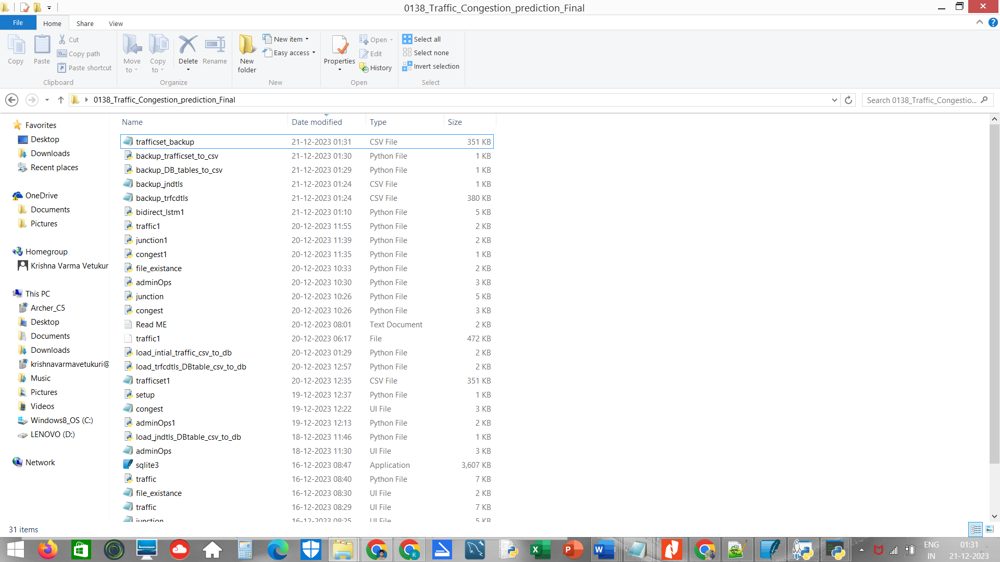 0138_Traffic_Congestion_prediction_Final
File Home Share View
Copy
Paste
Cut
Copy path
Paste shortcut
Clipboard
Move to
Copy to
Delete
Rename
Organize
New folder
New item
Easy access
New
Properties
Open
Edit
History
Open
Select all
Select none
Invert selection
Select
0138_Traffic_Congestion_prediction_Final
Search 0138_Traffic_Congestio...
Favorites
Desktop
Downloads
Recent places
OneDrive
Documents
Pictures
Homegroup
Krishna Varma Vetukur
This PC
Archer_C5
Desktop
Documents
Downloads
krishnavarmavetukuri@
Music
Pictures
Videos
Windows8_OS (C:)
LENOVO (D:)
Network
Name Date modified Type Size
trafficset_backup 21-12-2023 01:31 CSV File 351 KB
backup_trafficset_to_csv 21-12-2023 01:30 Python File 1 KB
backup_DB_tables_to_csv 21-12-2023 01:29 Python File 1 KB
backup_jndtls 21-12-2023 01:24 CSV File 1 KB
backup_trfcdtls 21-12-2023 01:24 CSV File 380 KB
bidirect_lstm1 21-12-2023 01:10 Python File 5 KB
traffic1 20-12-2023 11:55 Python File 2 KB
junction1 20-12-2023 11:39 Python File 2 KB
congest1 20-12-2023 11:35 Python File 1 KB
file_existance 20-12-2023 10:33 Python File 2 KB
adminOps 20-12-2023 10:30 Python File 3 KB
junction 20-12-2023 10:26 Python File 5 KB
congest 20-12-2023 10:26 Python File 3 KB
Read ME 20-12-2023 08:01 Text Document 2 KB
traffic1 20-12-2023 06:17 File 472 KB
load_intial_traffic_csv_to_db 20-12-2023 01:29 Python File 2 KB
load_trfcdtls_DBtable_csv_to_db 20-12-2023 12:57 Python File 2 KB
trafficset1 20-12-2023 12:35 CSV File 351 KB
setup 19-12-2023 12:37 Python File 1 KB
congest 19-12-2023 12:22 UI File 3 KB
adminOps1 19-12-2023 12:13 Python File 2 KB
load_jndtls_DBtable_csv_to_db 18-12-2023 11:46 Python File 1 KB
adminOps 18-12-2023 11:30 UI File 3 KB
sqlite3 16-12-2023 08:47 Application 3,607 KB
traffic 16-12-2023 08:40 Python File 7 KB
file_existance 16-12-2023 08:30 UI File 2 KB
traffic 16-12-2023 08:29 UI File 7 KB
junction 16-12-2023 08:25 UI File 5 KB
31 items
ENG
IN
01:31
21-12-2023